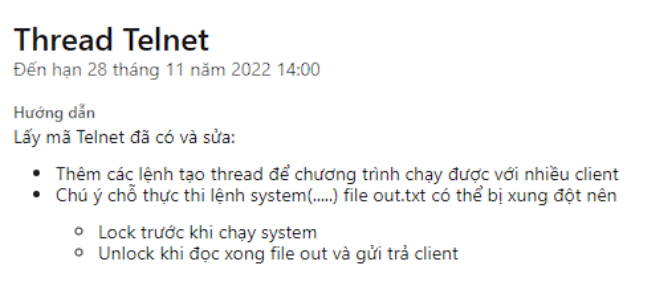 Thread Telnet
Đến hạn 28 tháng 11 năm 2022 14:00
Hướng dẫn
Lấy mã Telnet đã có và sửa:
• Thêm các lệnh tạo thread để chương trình chạy được với nhiều client
• Chú ý chỗ thực thi lệnh system(.....) file out.txt có thể bị xung đột nên
○ Lock trước khi chạy system
○ Unlock khi đọc xong file out và gửi trả client